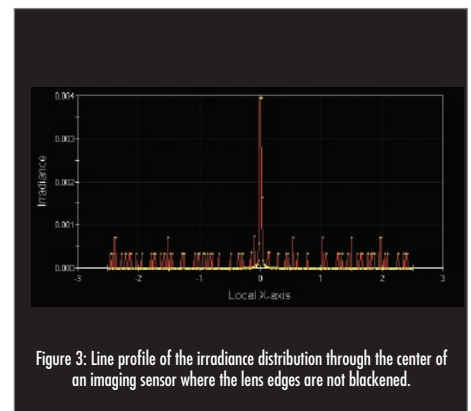 0.004
0.003
0.002
0.001
0.000
Irradiance
-3 -2 -1 0 1 2 3
Local X-axis
Figure 3: Line profile of the irradiance distribution through the center of
an imaging sensor where the lens edges are not blackened.